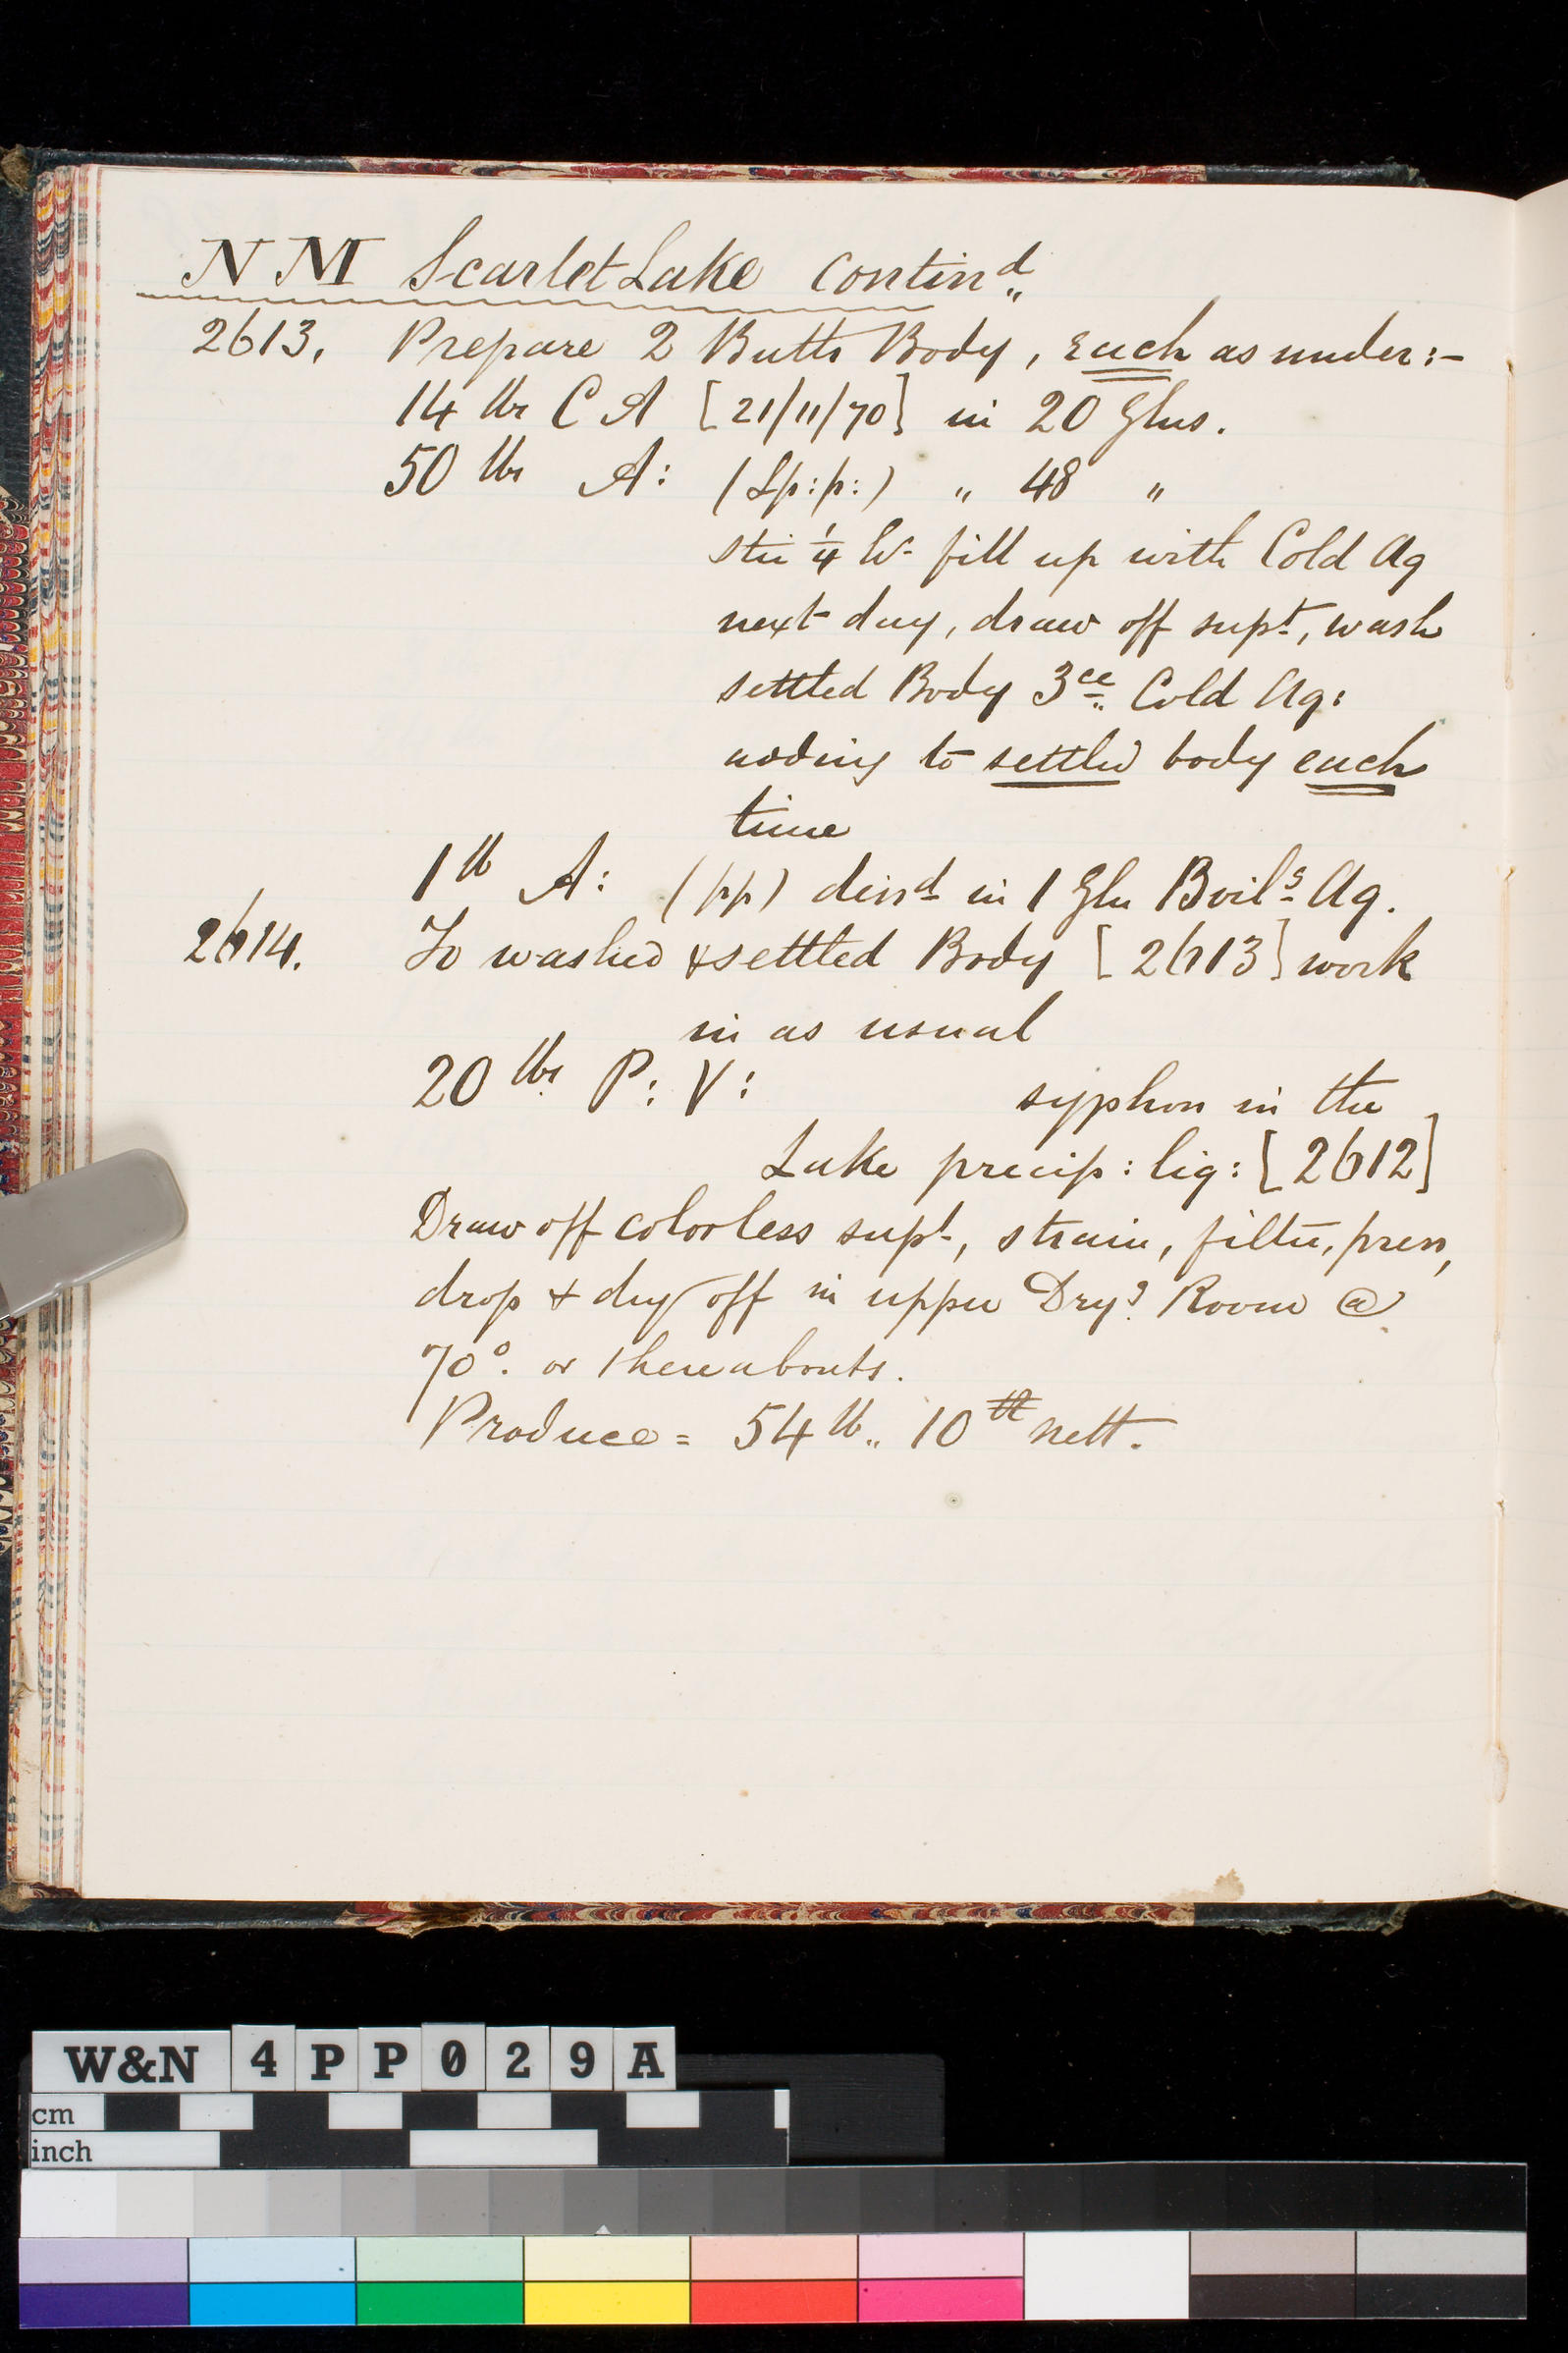 NM Scarlet Lake contind
2613. Prepare 2 Butts Body, each as under:-
14 lbs CA [21/11/70] in 20 Glns.
50 lbs A: (Lp:p:) " 48 "
stir 1/4 hr fill up with Cold Aq
next day, draw off supt, wash
settled Body 3ce Cold Aq:
adding to settled body each
time
1 lb A: (pp) dissd in 1 Gln Boilg Aq.
2614. To washed & settled Body [2613] work
in as usual
20 lbs P: V: syphon in the
Lake precip: liq: [2612]
Draw off colorless supt, strain, filter, press,
drop & dry off in upper Dryg Room @
70°. or thereabouts.
Produce = 54 lb.. 10 nett.
W&N 4PP029A
cm
inch